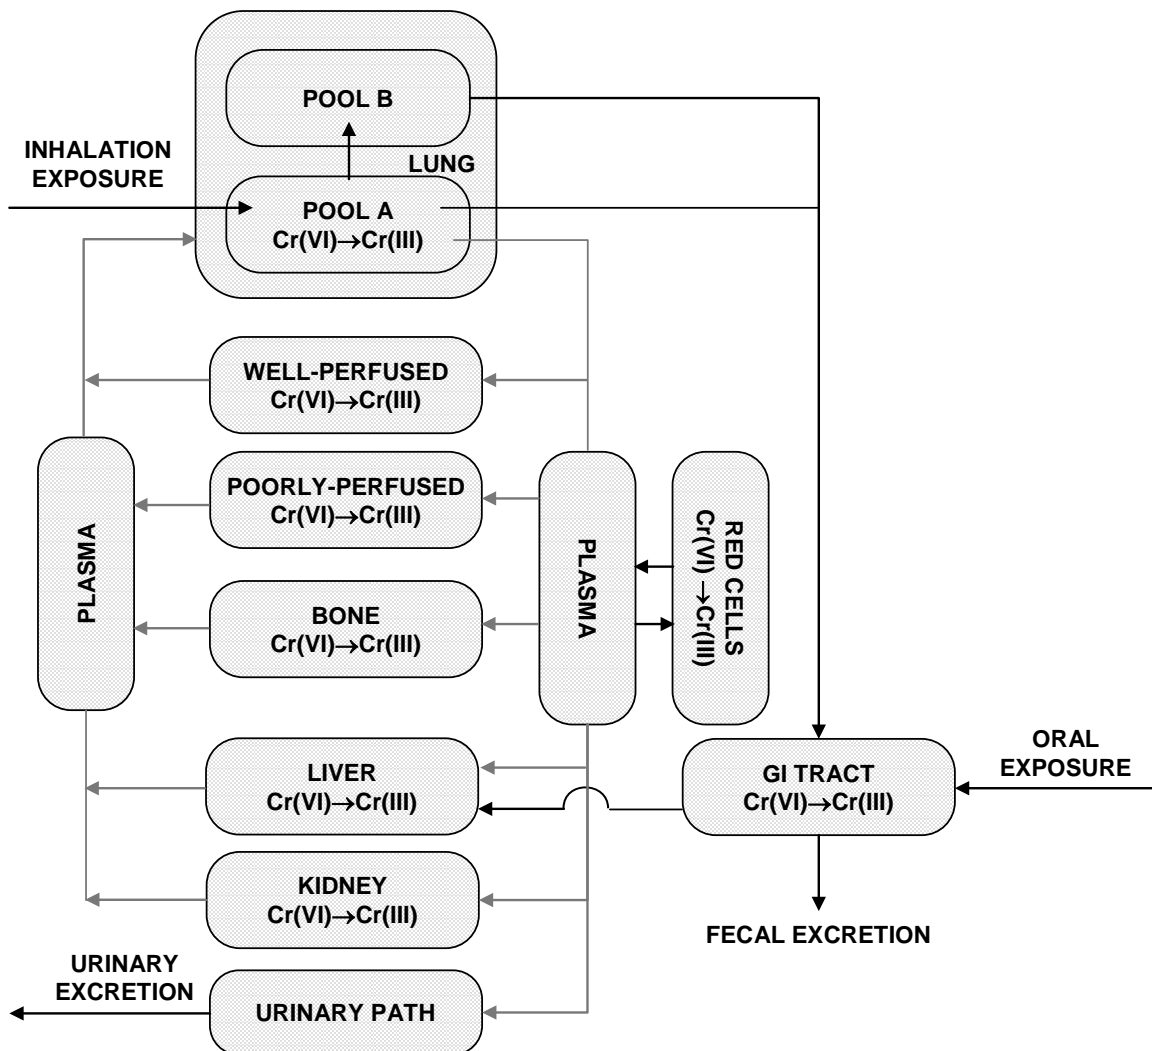 POOL B
INHALATION
EXPOSURE
LUNG
POOL A
Cr(VI)→Cr(III)
WELL-PERFUSED
Cr(VI)→Cr(III)
POORLY-PERFUSED
Cr(VI)→Cr(III)
PLASMA
BONE
Cr(VI)→Cr(III)
PLASMA
RED CELLS
Cr(VI)→Cr(III)
LIVER
Cr(VI)→Cr(III)
GI TRACT
Cr(VI)→Cr(III)
ORAL
EXPOSURE
KIDNEY
Cr(VI)→Cr(III)
FECAL EXCRETION
URINARY
EXCRETION
URINARY PATH